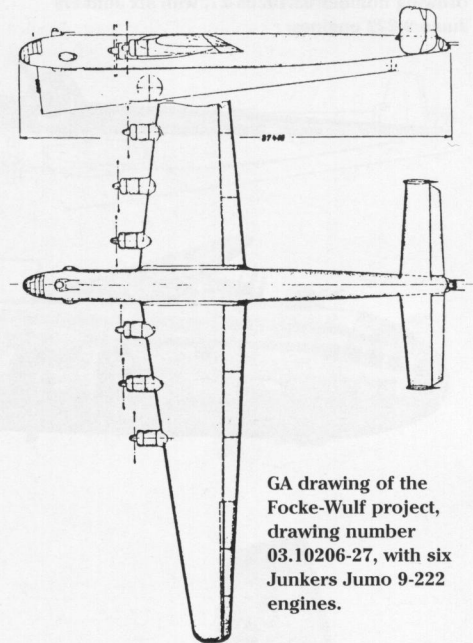 GA drawing of the
Focke-Wulf project,
drawing number
03.10206-27, with six
Junkers Jumo 9-222
engines.